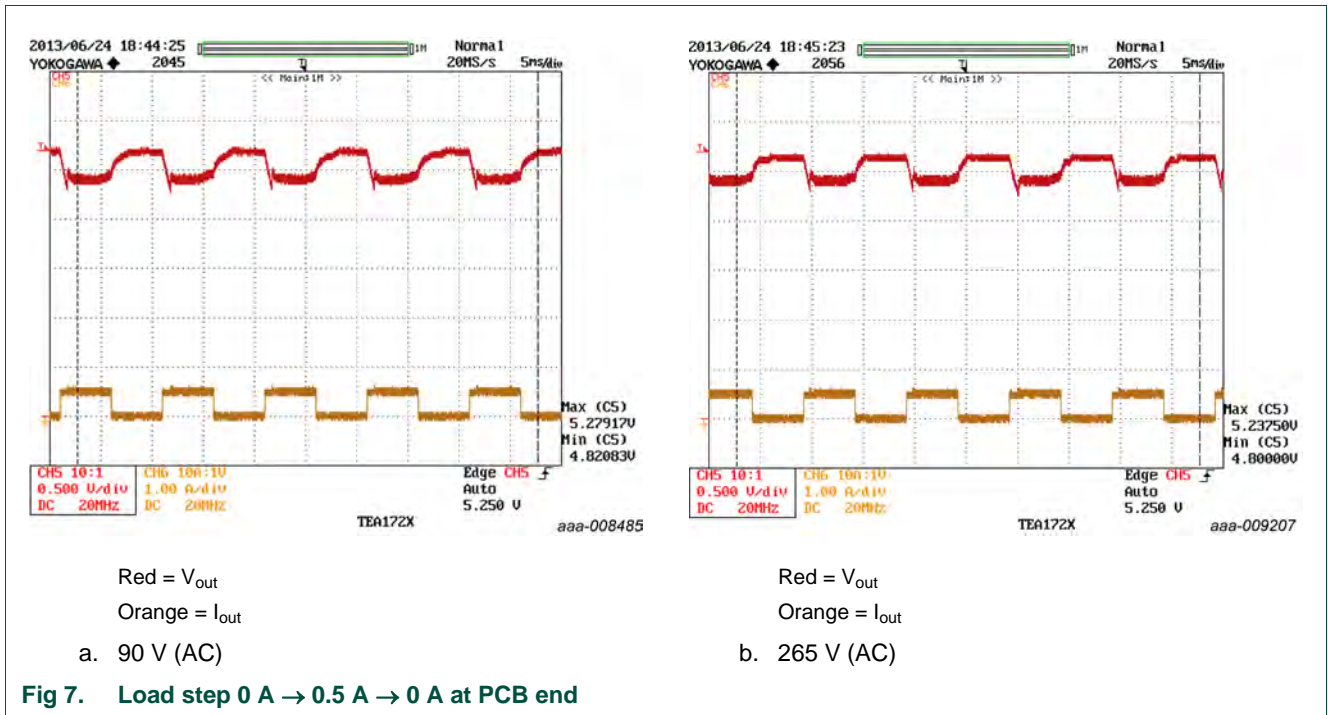 2013/06/24 18:44:25
1M
Normal
YOKOGAWA ◆ 2045
20MS/s 5ms/div
CH5
CH6
<< Main:1M >>
Max (C5)
5.27917V
Min (C5)
4.82083V
CH5 10:1
0.500 V/div
DC 20MHz
CH6 10A:1V
1.00 A/div
DC 20MHz
Edge CH5
Auto
5.250 V
TEA172X
aaa-008485
Red = Vout
Orange = Iout
a. 90 V (AC)
2013/06/24 18:45:23
1M
Normal
YOKOGAWA ◆ 2056
20MS/s 5ms/div
CH5
CH6
<< Main:1M >>
Max (C5)
5.23750V
Min (C5)
4.80000V
CH5 10:1
0.500 V/div
DC 20MHz
CH6 10A:1V
1.00 A/div
DC 20MHz
Edge CH5
Auto
5.250 V
TEA172X
aaa-009207
Red = Vout
Orange = Iout
b. 265 V (AC)
Fig 7. Load step 0 A → 0.5 A → 0 A at PCB end